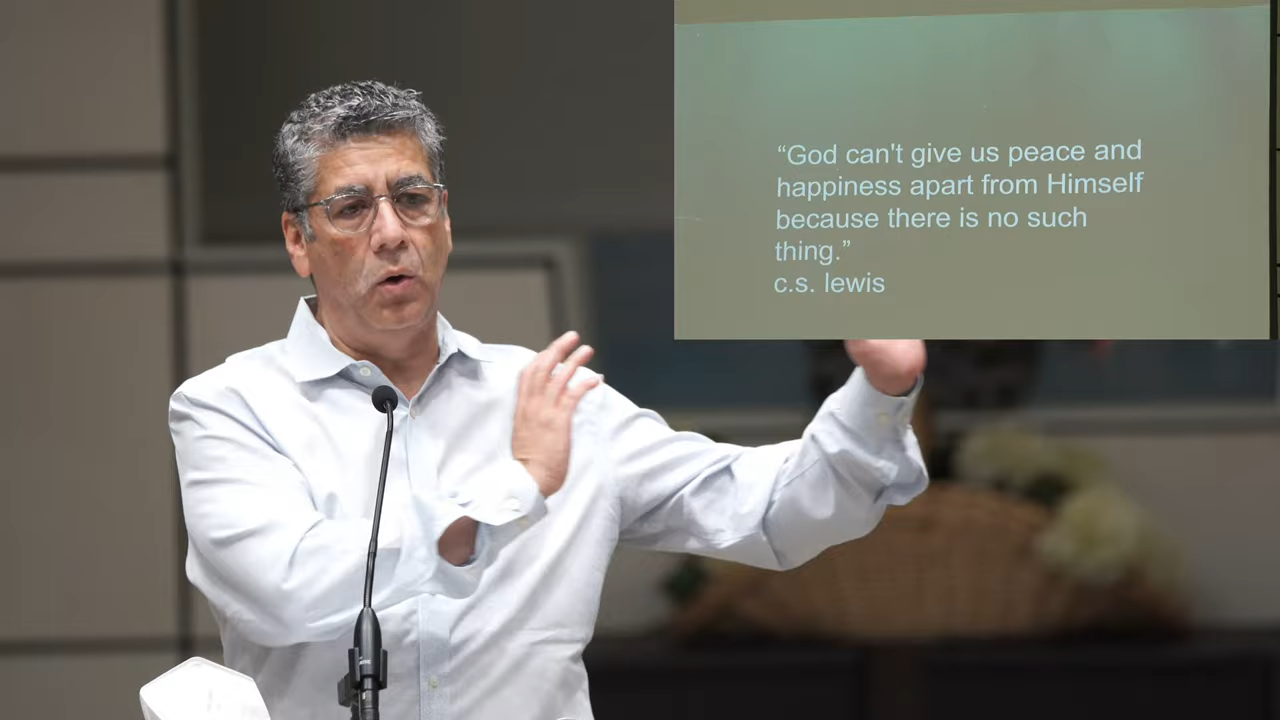 “God can't give us peace and
happiness apart from Himself
because there is no such
thing.”
c.s. lewis